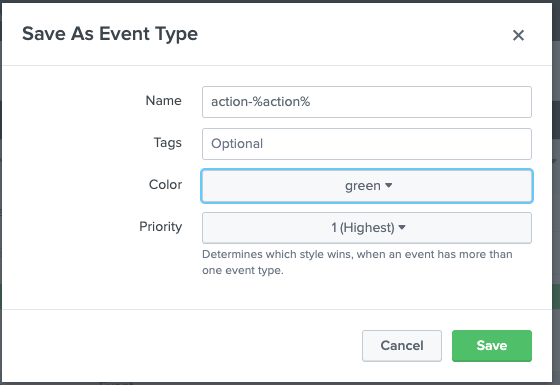 Save As Event Type
×
Name
action-%action%
Tags
Optional
Color
green
Priority
1 (Highest)
Determines which style wins, when an event has more than
one event type.
Cancel
Save